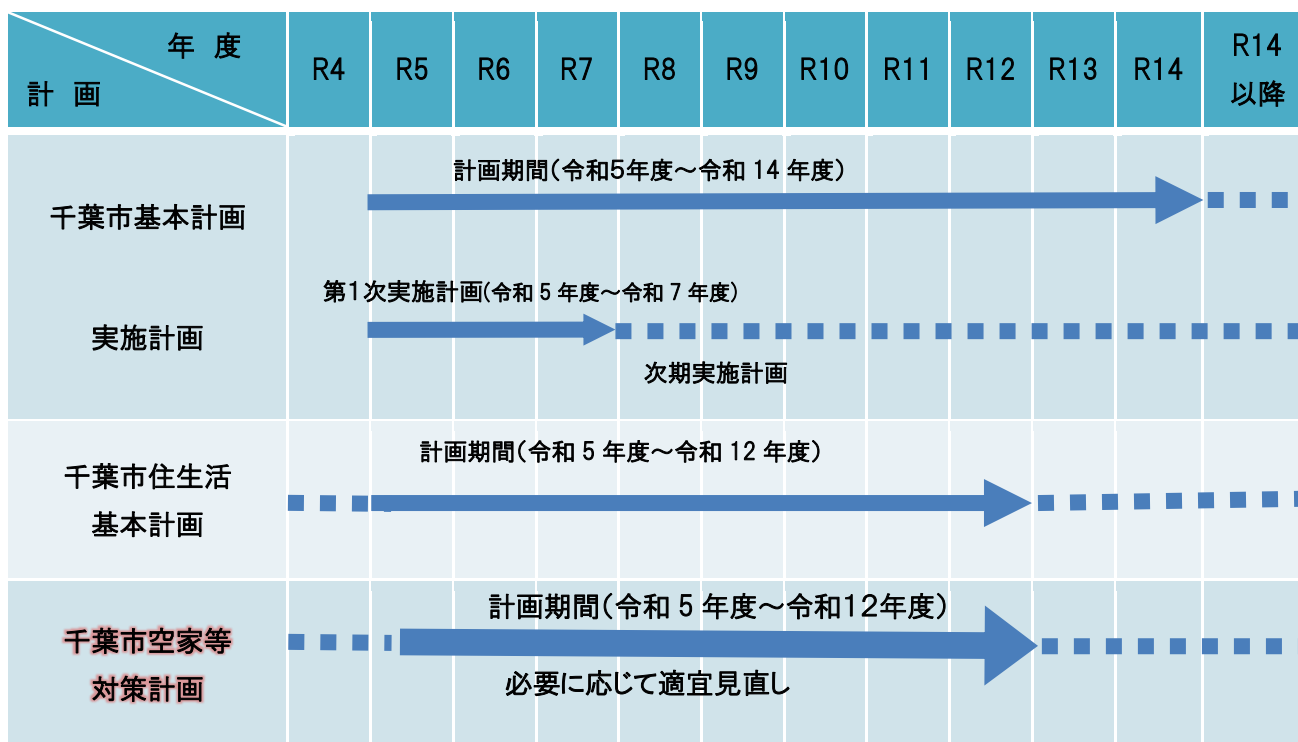 年 度
計 画
R4 R5 R6 R7 R8 R9 R10 R11 R12 R13 R14
R14
以降
千葉市基本計画
計画期間(令和5年度～令和 14 年度)
実施計画
第1次実施計画(令和 5 年度～令和 7 年度)
次期実施計画
千葉市住生活
基本計画
計画期間(令和 5 年度～令和 12 年度)
千葉市空家等
対策計画
計画期間(令和 5 年度～令和12年度)
必要に応じて適宜見直し